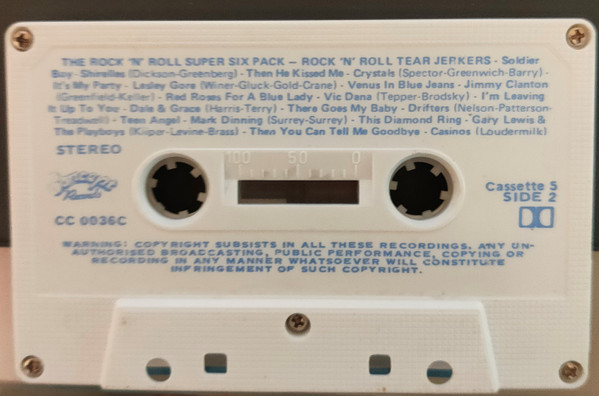 THE ROCK 'N' ROLL SUPER SIX PACK – ROCK 'N' ROLL TEAR JERKERS - Soldier
Boy - Shirelles (Dickson-Greenberg) - Then He Kissed Me - Crystals (Spector-Greenwich-Barry) -
It's My Party - Lesley Gore (Winer-Gluck-Gold-Crane) - Venus In Blue Jeans - Jimmy Clanton
(Greenfield-Keller) - Red Roses For A Blue Lady - Vic Dana (Tepper-Brodsky) - I'm Leaving
It Up To You - Dale & Grace (Harris-Terry) - There Goes My Baby - Drifters (Nelson-Patterson-
Treadwell) - Teen Angel - Mark Dinning (Surrey-Surrey) - This Diamond Ring - Gary Lewis &
The Playboys (Kooper-Levine-Brass) - Then You Can Tell Me Goodbye - Casinos (Loudermilk)
STEREO
100 50 0
Records
Cassette 5
SIDE 2
CC 0036C
WARNING: COPYRIGHT SUBSISTS IN ALL THESE RECORDINGS. ANY UN-
AUTHORISED BROADCASTING, PUBLIC PERFORMANCE, COPYING OR
RECORDING IN ANY MANNER WHATSOEVER WILL CONSTITUTE
INFRINGEMENT OF SUCH COPYRIGHT.